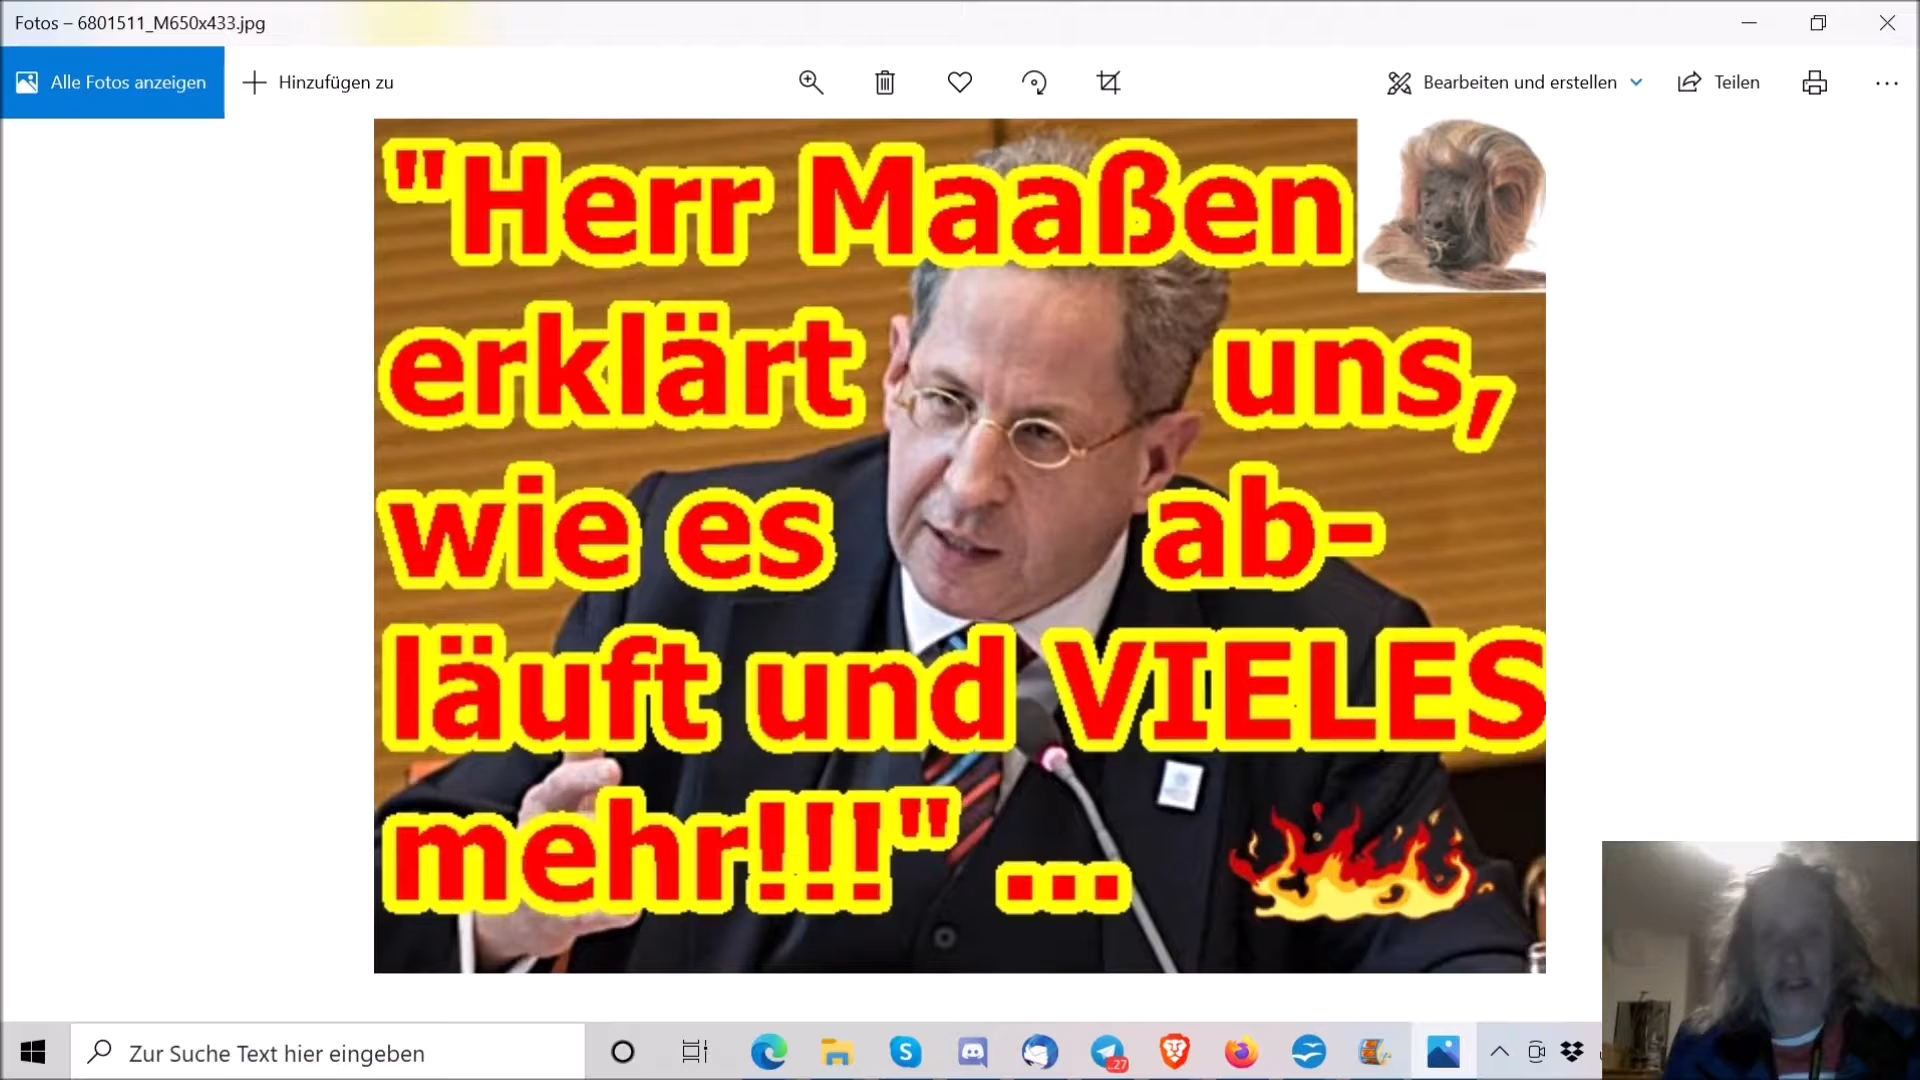 Fotos – 6801511_M650x433.jpg
Alle Fotos anzeigen
Hinzufügen zu
Bearbeiten und erstellen
Teilen
"Herr Maaßen
erklärt uns,
wie es ab-
läuft und VIELES
mehr!!!" ...
Zur Suche Text hier eingeben
27